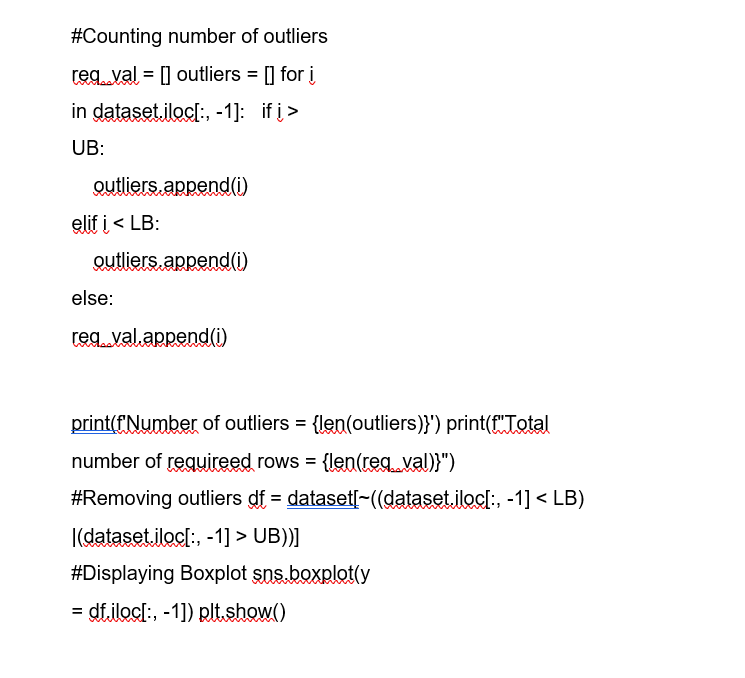 #Counting number of outliers
req_val = [] outliers = [] for i
in dataset.iloc[:, -1]:   if i >
UB:
outliers.append(i)
elif i < LB:
outliers.append(i)
else:
req_val.append(i)
print(f'Number of outliers = {len(outliers)}') print(f"Total
number of requireed rows = {len(req_val)}")
#Removing outliers df = dataset[~((dataset.iloc[:, -1] < LB)
|(dataset.iloc[:, -1] > UB))]
#Displaying Boxplot sns.boxplot(y
= df.iloc[:, -1]) plt.show()